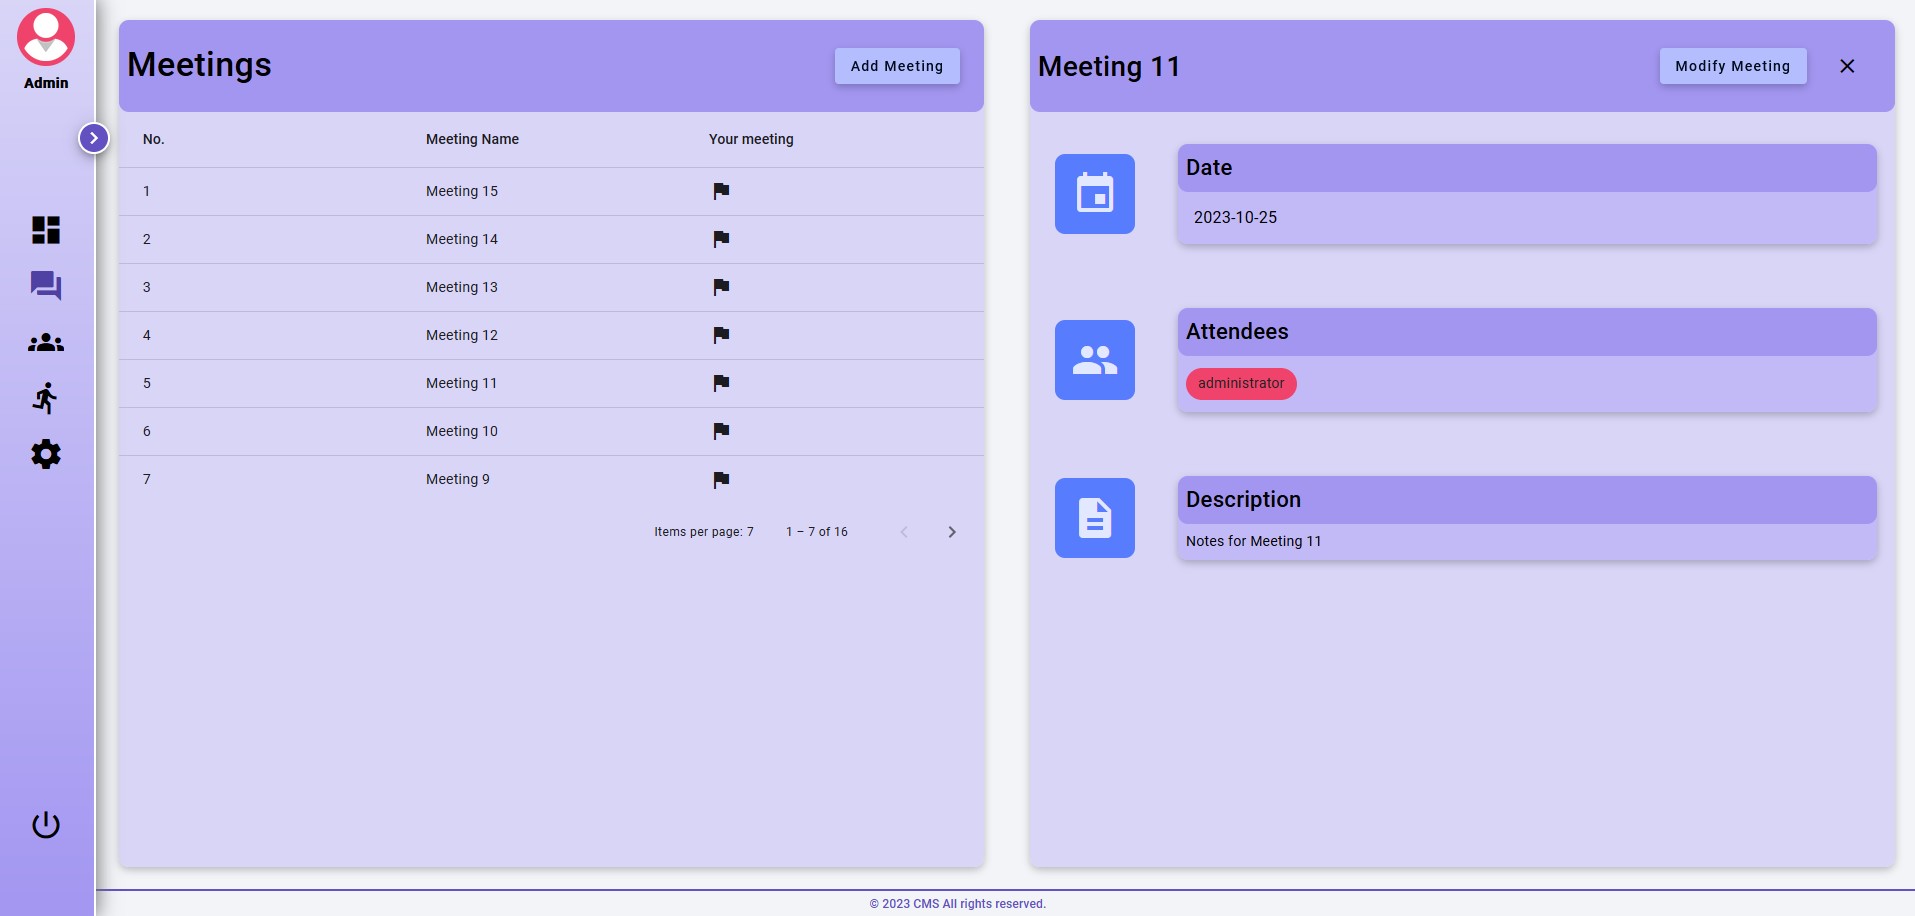 Admin
Meetings
Add Meeting
No. Meeting Name Your meeting
1 Meeting 15
2 Meeting 14
3 Meeting 13
4 Meeting 12
5 Meeting 11
6 Meeting 10
7 Meeting 9
Items per page: 7 1 – 7 of 16
Meeting 11
Modify Meeting
Date
2023-10-25
Attendees
administrator
Description
Notes for Meeting 11
© 2023 CMS All rights reserved.